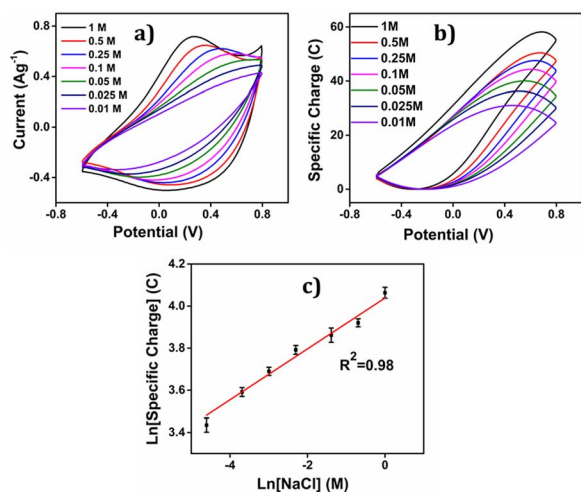 a)
1 M
0.5 M
0.25 M
0.1 M
0.05 M
0.025 M
0.01 M
0.8
0.4
0.0
-0.4
Current (Ag-1)
-0.8 -0.4 0.0 0.4 0.8
Potential (V)
b)
1 M
0.5M
0.25M
0.1M
0.05M
0.025M
0.01M
60
40
20
0
Specific Charge (C)
-0.8 -0.4 0.0 0.4 0.8
Potential (V)
c)
4.2
4.0
3.8
3.6
3.4
Ln[Specific Charge] (C)
R2=0.98
-4 -2 0
Ln[NaCl] (M)